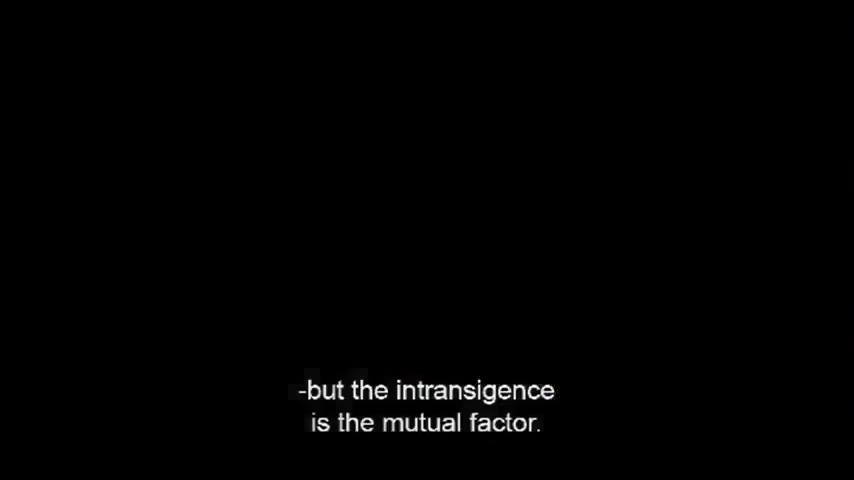 -but the intransigence
is the mutual factor.